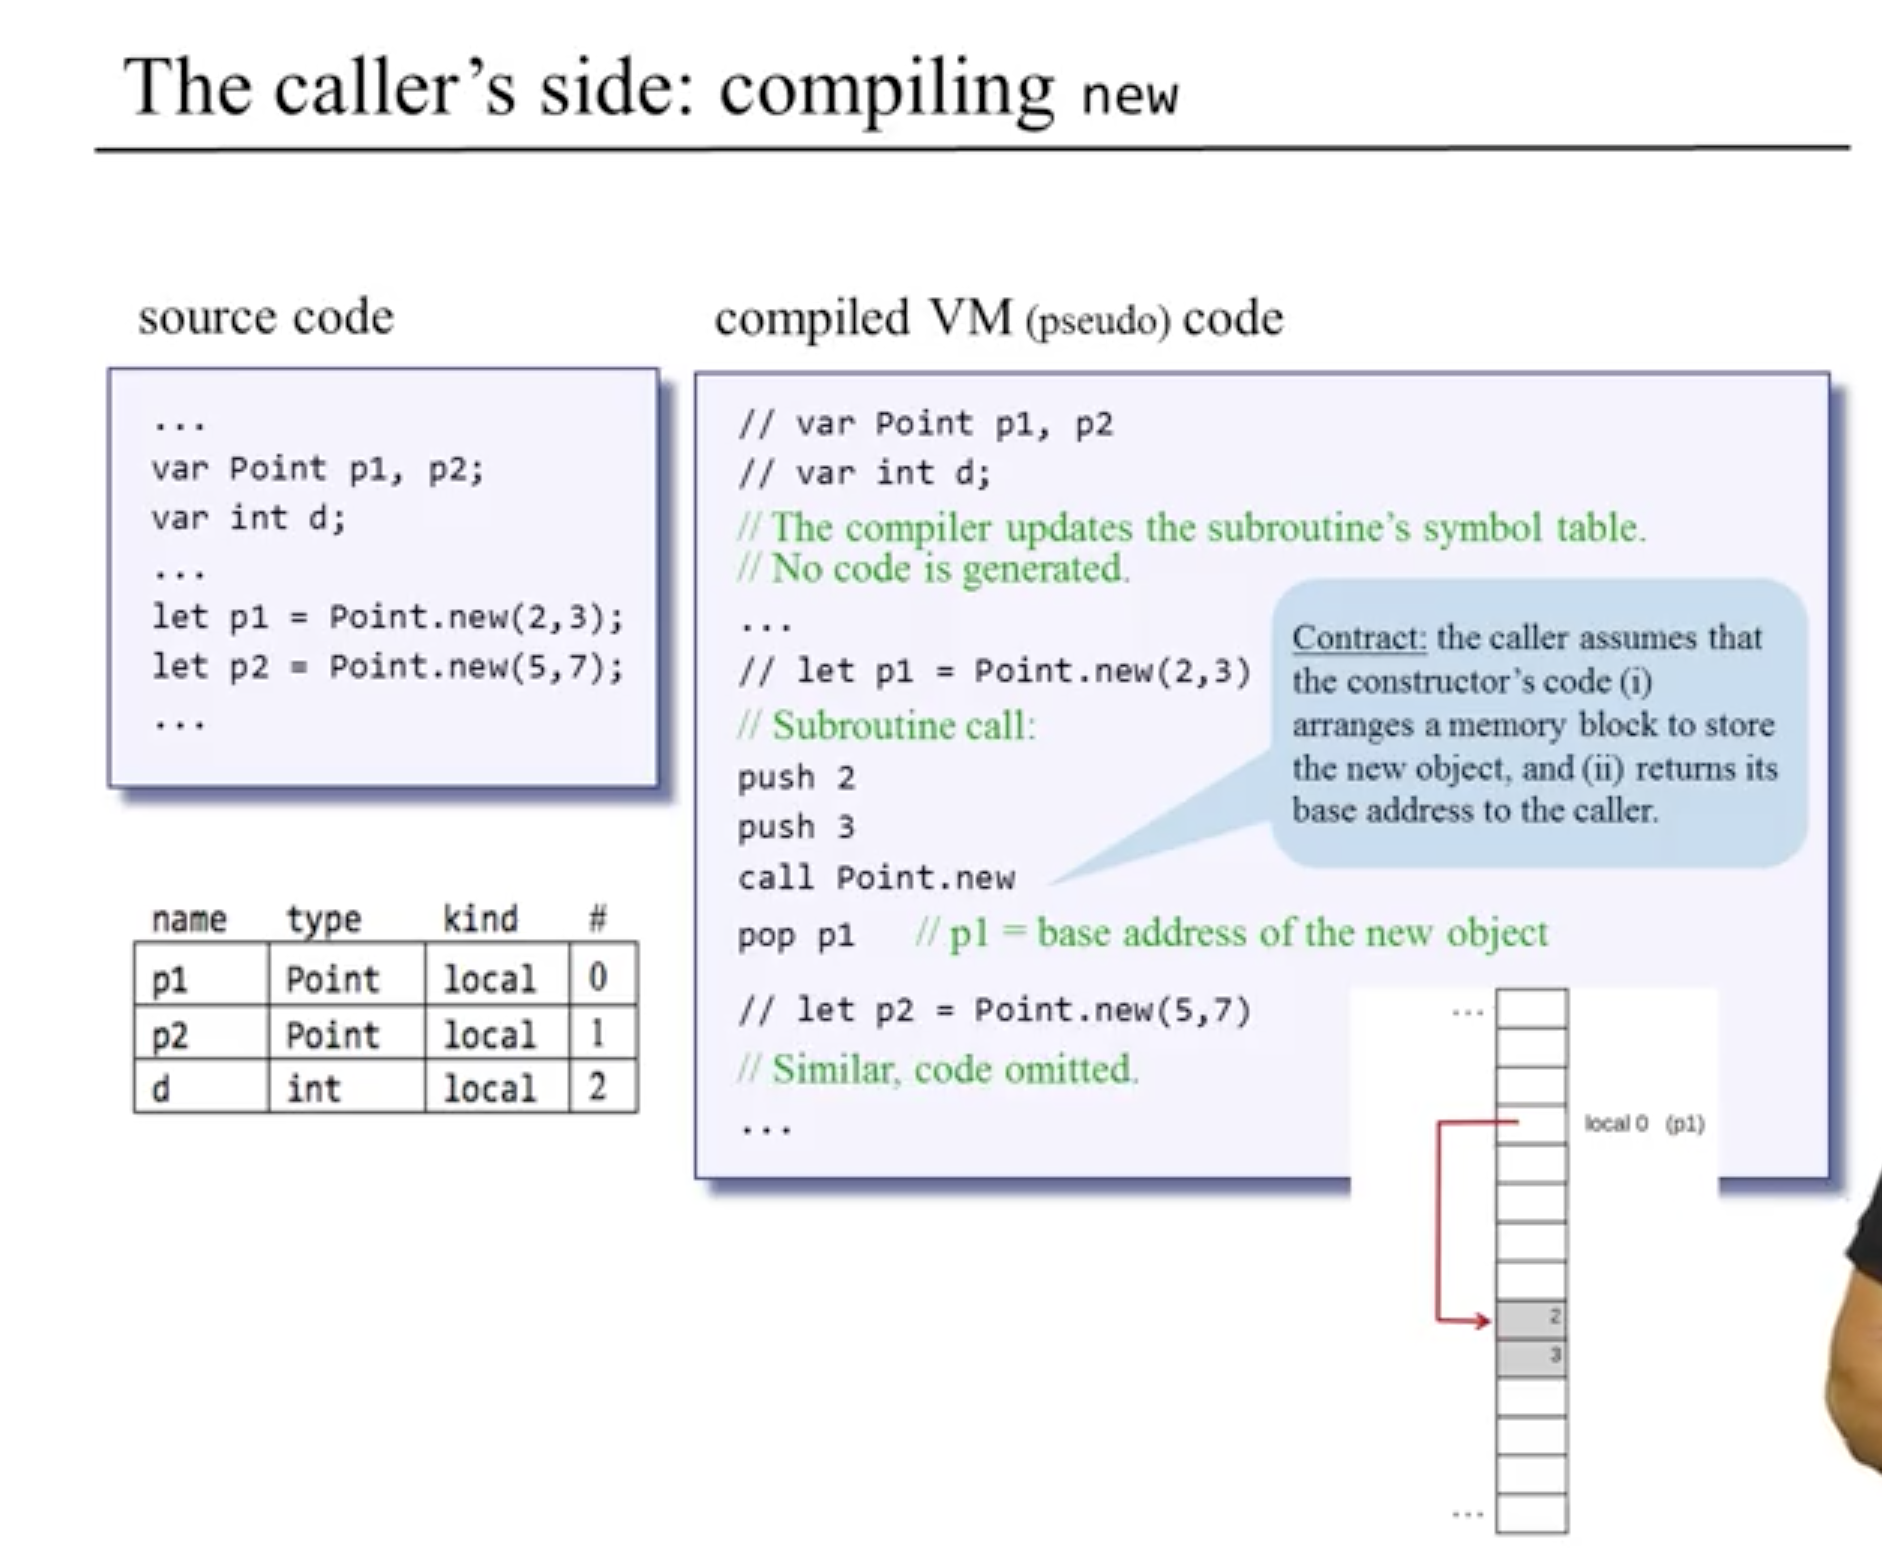 The caller’s side: compiling new
source code
...
var Point p1, p2;
var int d;
...
let p1 = Point.new(2,3);
let p2 = Point.new(5,7);
...
name type kind #
p1 Point local 0
p2 Point local 1
d int local 2
compiled VM (pseudo) code
// var Point p1, p2
// var int d;
// The compiler updates the subroutine’s symbol table.
// No code is generated.
...
// let p1 = Point.new(2,3)
// Subroutine call:
push 2
push 3
call Point.new
pop p1 // p1 = base address of the new object
// let p2 = Point.new(5,7)
// Similar, code omitted.
...
Contract: the caller assumes that
the constructor’s code (i)
arranges a memory block to store
the new object, and (ii) returns its
base address to the caller.
...
local 0 (p1)
2
3
...